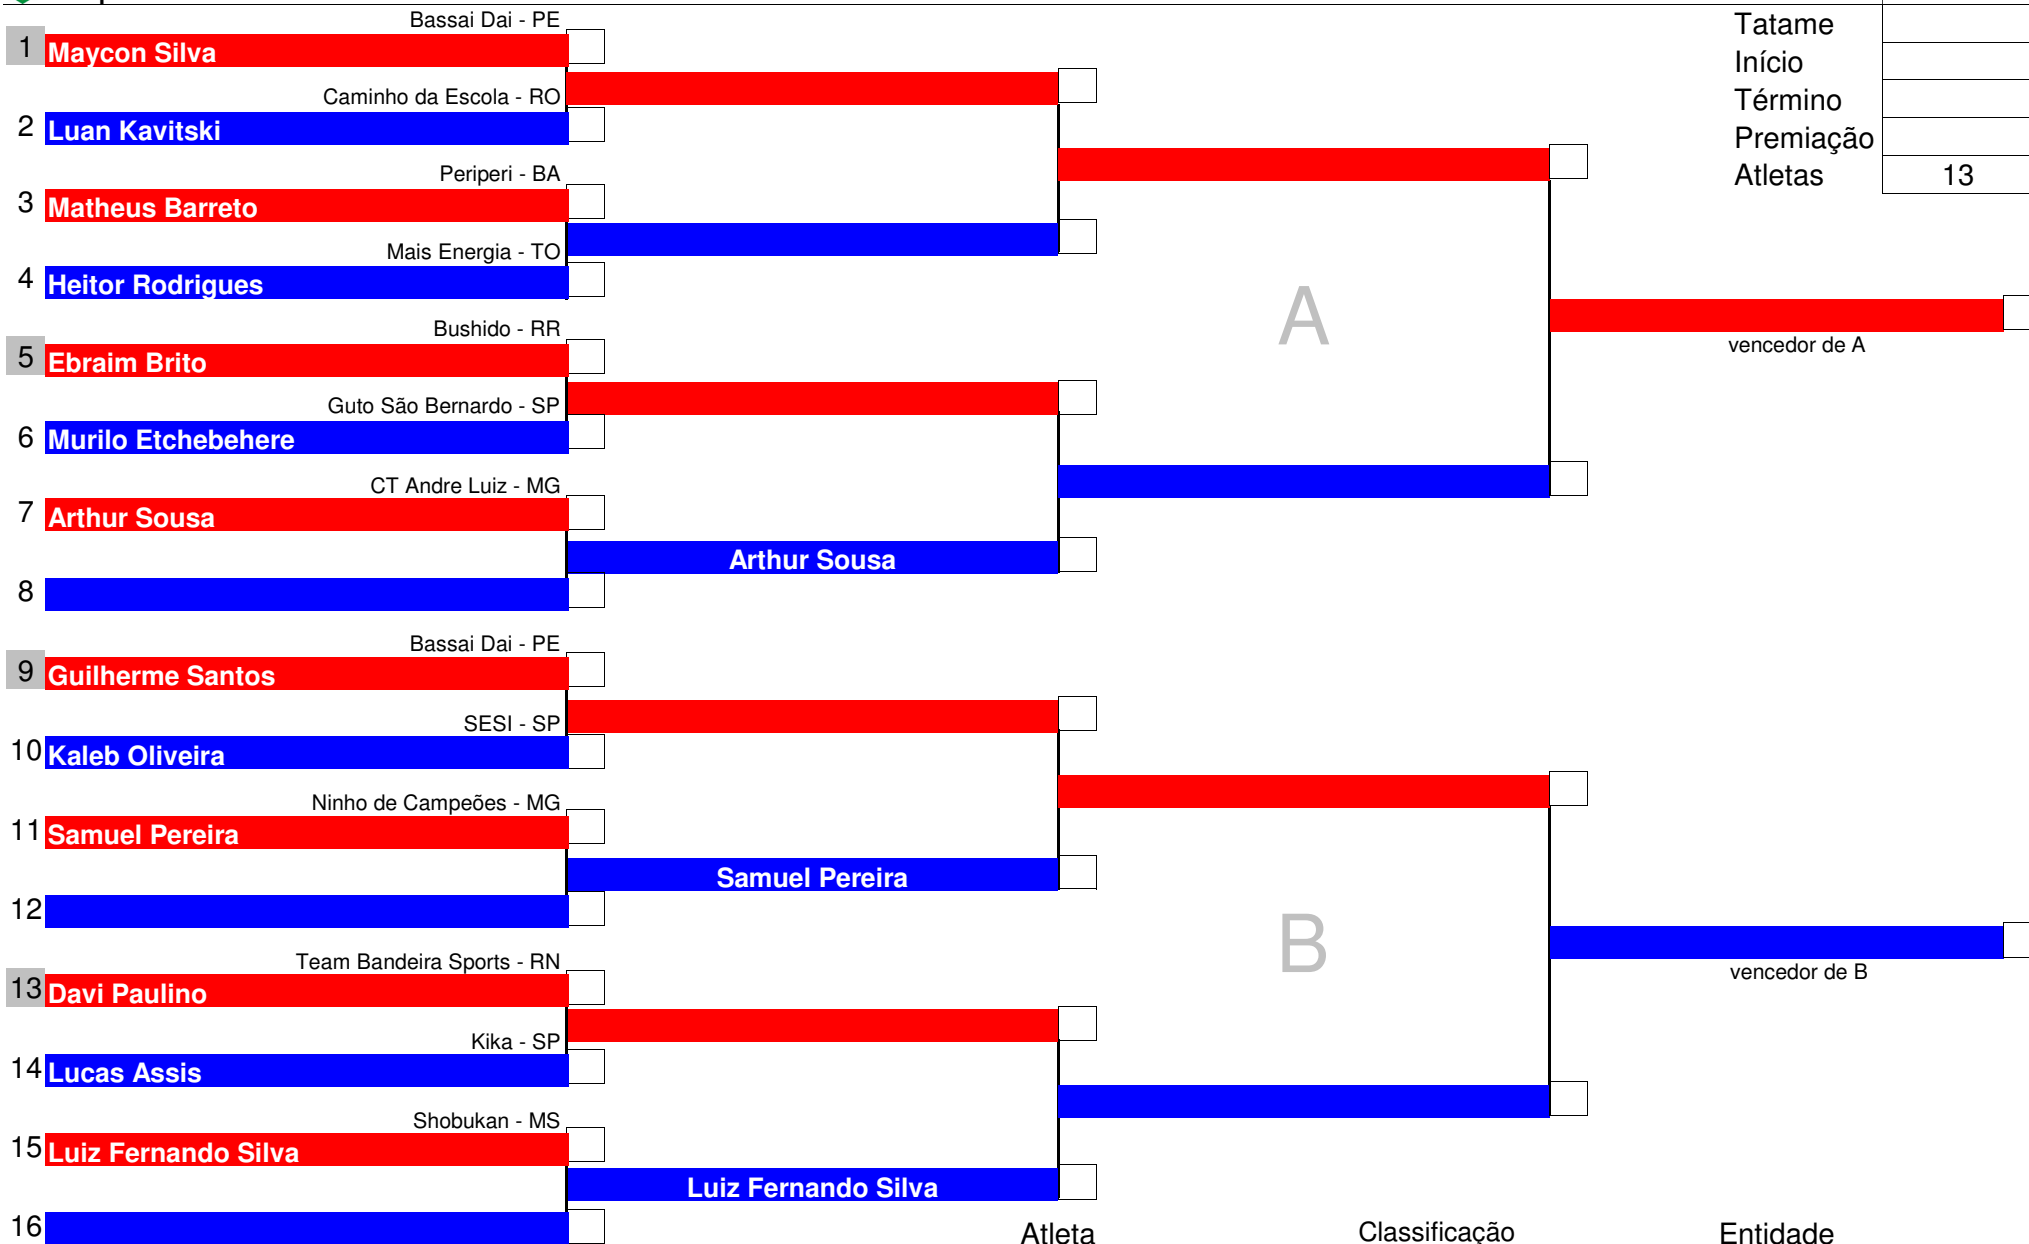 Bassai Dai - PE
1 Maycon Silva
Caminho da Escola - RO
2 Luan Kavitski
Periperi - BA
3 Matheus Barreto
Mais Energia - TO
4 Heitor Rodrigues
Bushido - RR
5 Ebraim Brito
Guto São Bernardo - SP
6 Murilo Etchebehere
CT Andre Luiz - MG
7 Arthur Sousa
Arthur Sousa
8
Bassai Dai - PE
9 Guilherme Santos
SESI - SP
10 Kaleb Oliveira
Ninho de Campeões - MG
11 Samuel Pereira
Samuel Pereira
12
Team Bandeira Sports - RN
13 Davi Paulino
Kika - SP
14 Lucas Assis
Shobukan - MS
15 Luiz Fernando Silva
Luiz Fernando Silva
16
A
B
vencedor de A
vencedor de B
Tatame
Início
Término
Premiação
Atletas 13
Atleta Classificação Entidade